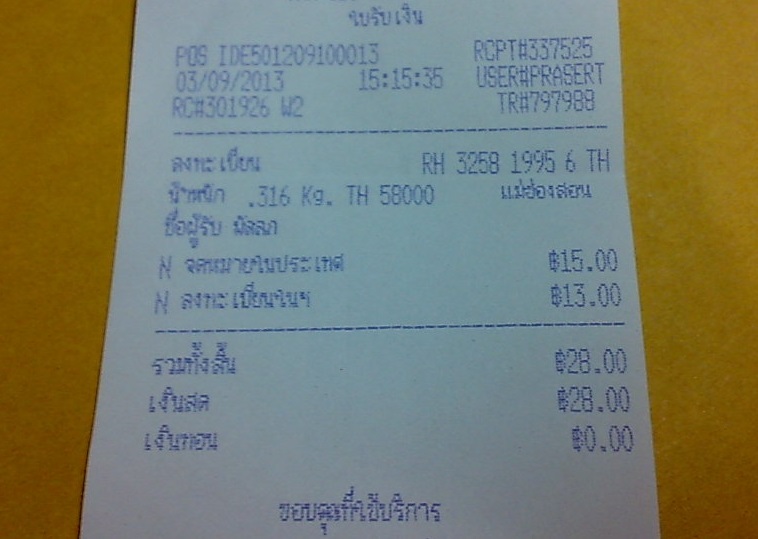 ใบรับเงิน
POS IDE501209100013 RCPT#337525
03/09/2013 15:15:35 USER#PRASERT
RC#301926 W2 TR#797988
ลงทะเบียน RH 3258 1995 6 TH
น้ำหนัก .316 Kg. TH 58000 แม่ฮ่องสอน
ชื่อผู้รับ มัลลภ
N จดหมายในประเทศ ฿15.00
N ลงทะเบียนในฯ ฿13.00
รวมทั้งสิ้น ฿28.00
เงินสด ฿28.00
เงินทอน ฿0.00
ขอบคุณที่ใช้บริการ